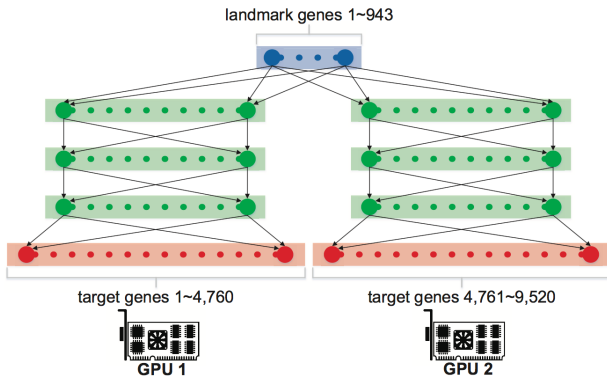 landmark genes 1~943
target genes 1~4,760
target genes 4,761~9,520
GPU 1
GPU 2